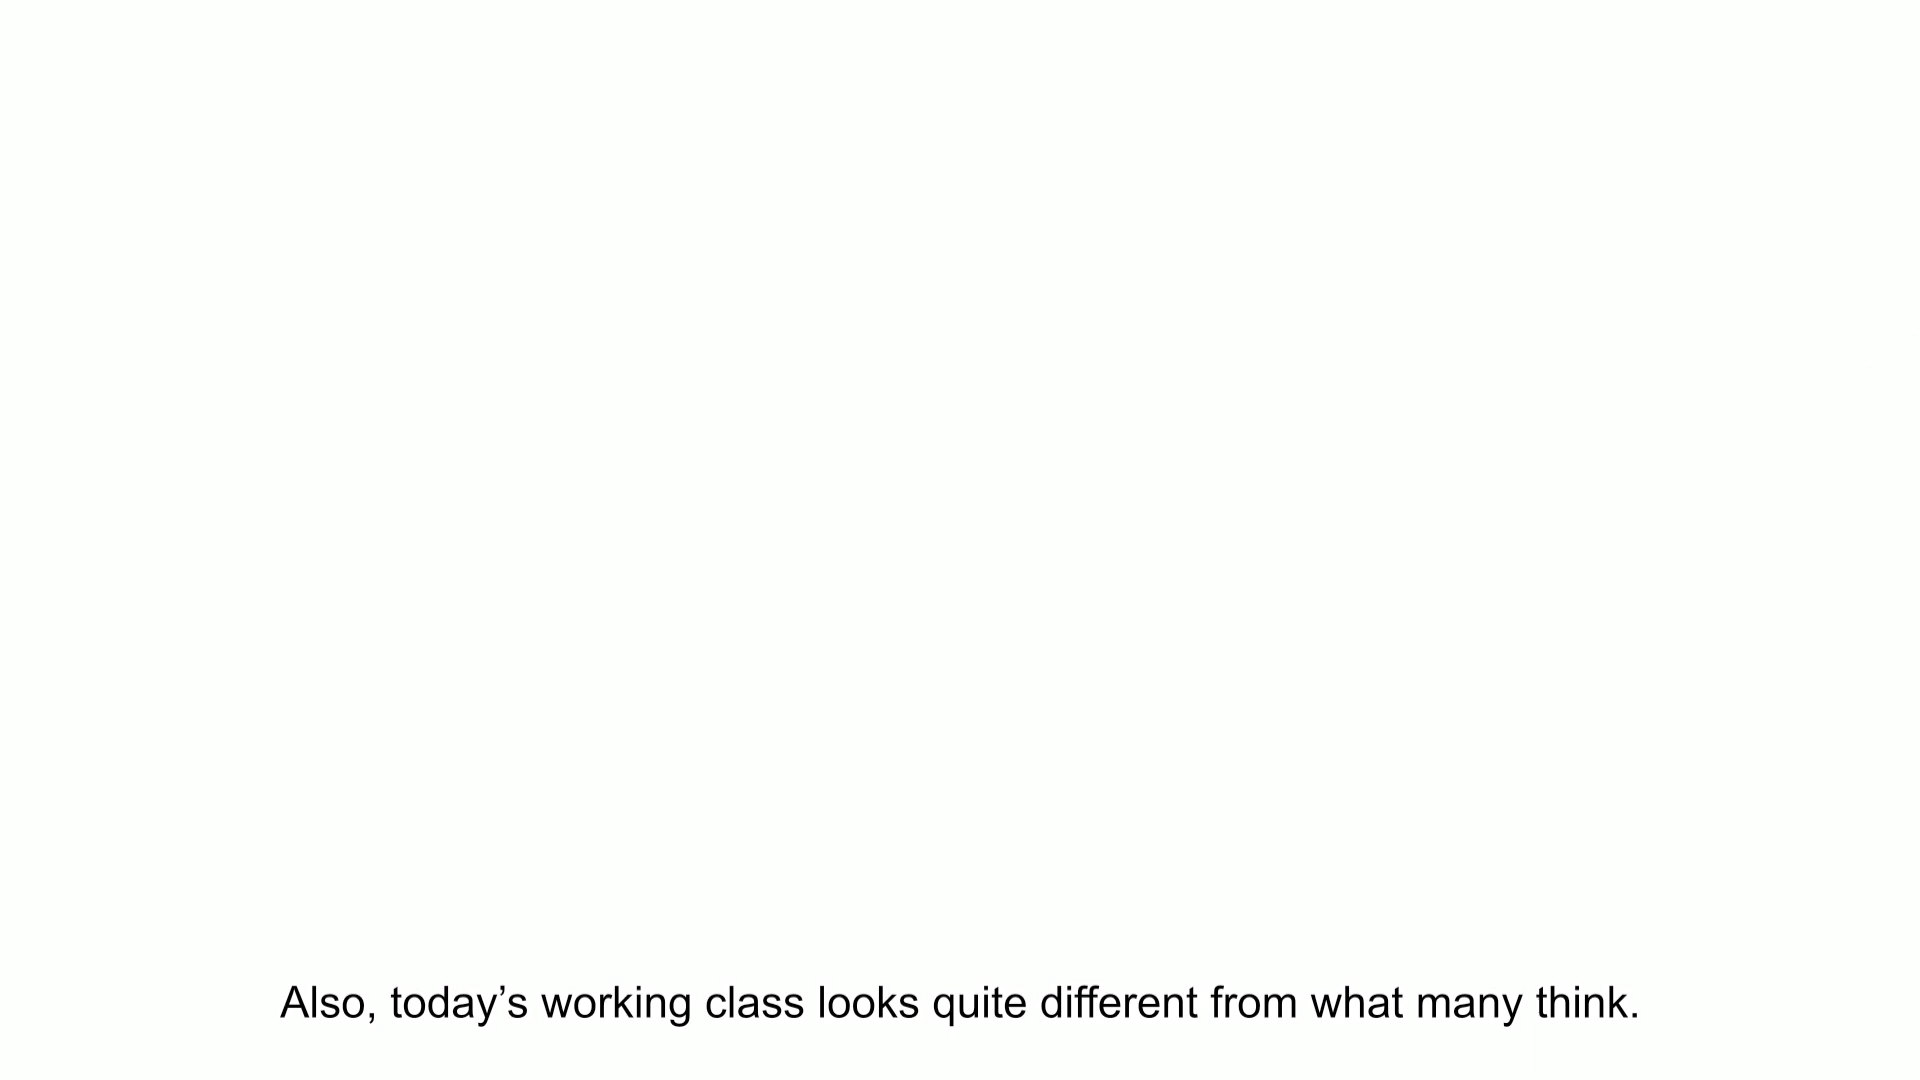 Also, today’s working class looks quite different from what many think.